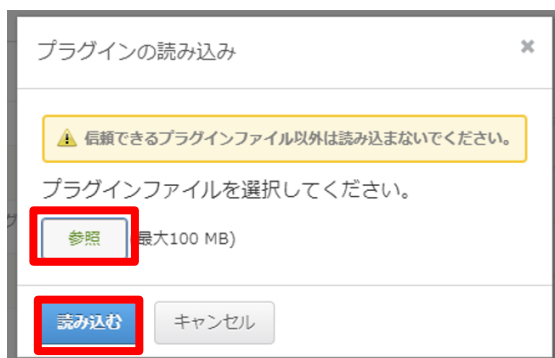 プラグインの読み込み
信頼できるプラグインファイル以外は読み込まないでください。
プラグインファイルを選択してください。
参照 最大100 MB)
読み込む キャンセル